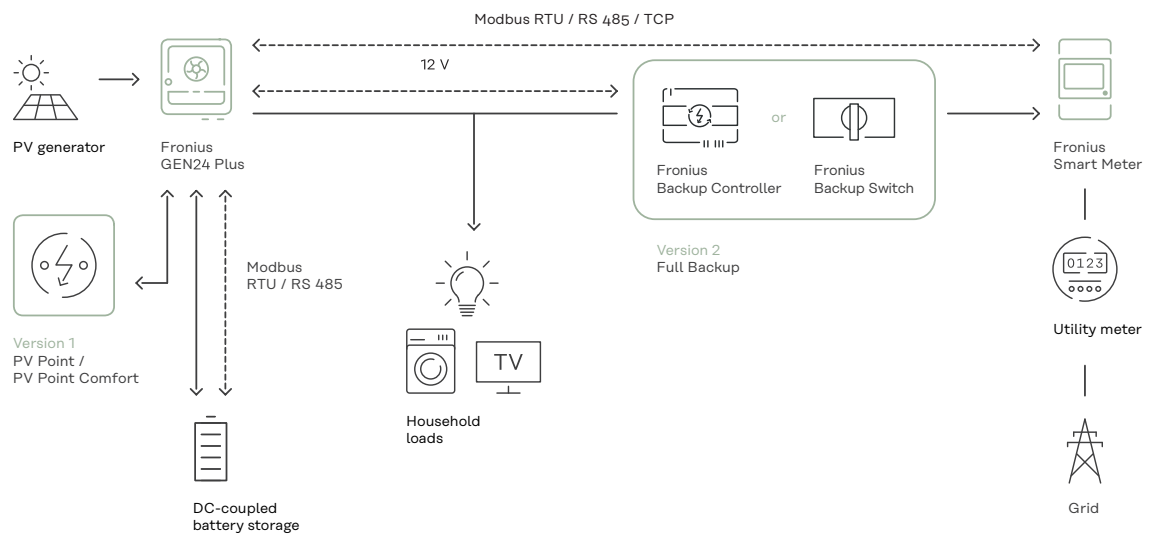 Modbus RTU / RS 485 / TCP
12 V
PV generator
Fronius
GEN24 Plus
Fronius
Backup Controller
or
Fronius
Backup Switch
Fronius
Smart Meter
Version 2
Full Backup
Modbus
RTU / RS 485
0123
Utility meter
Version 1
PV Point /
PV Point Comfort
TV
Household
loads
DC-coupled
battery storage
Grid